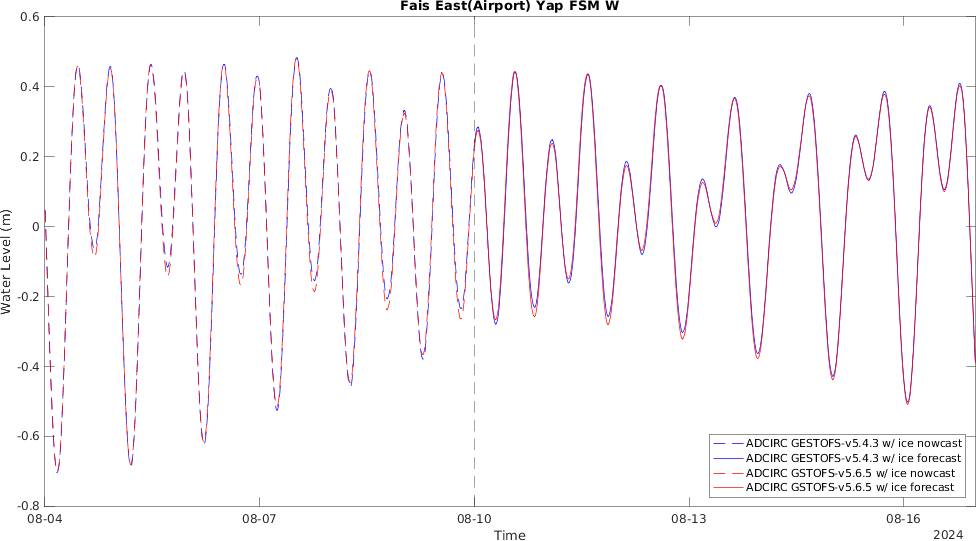 Fais East(Airport) Yap FSM W
0.6
0.4
0.2
0
-0.2
-0.4
-0.6
-0.8
Water Level (m)
08-04
08-07
08-10
08-13
08-16
Time
2024
ADCIRC GESTOFS-v5.4.3 w/ ice nowcast
ADCIRC GESTOFS-v5.4.3 w/ ice forecast
ADCIRC GSTOFS-v5.6.5 w/ ice nowcast
ADCIRC GSTOFS-v5.6.5 w/ ice forecast